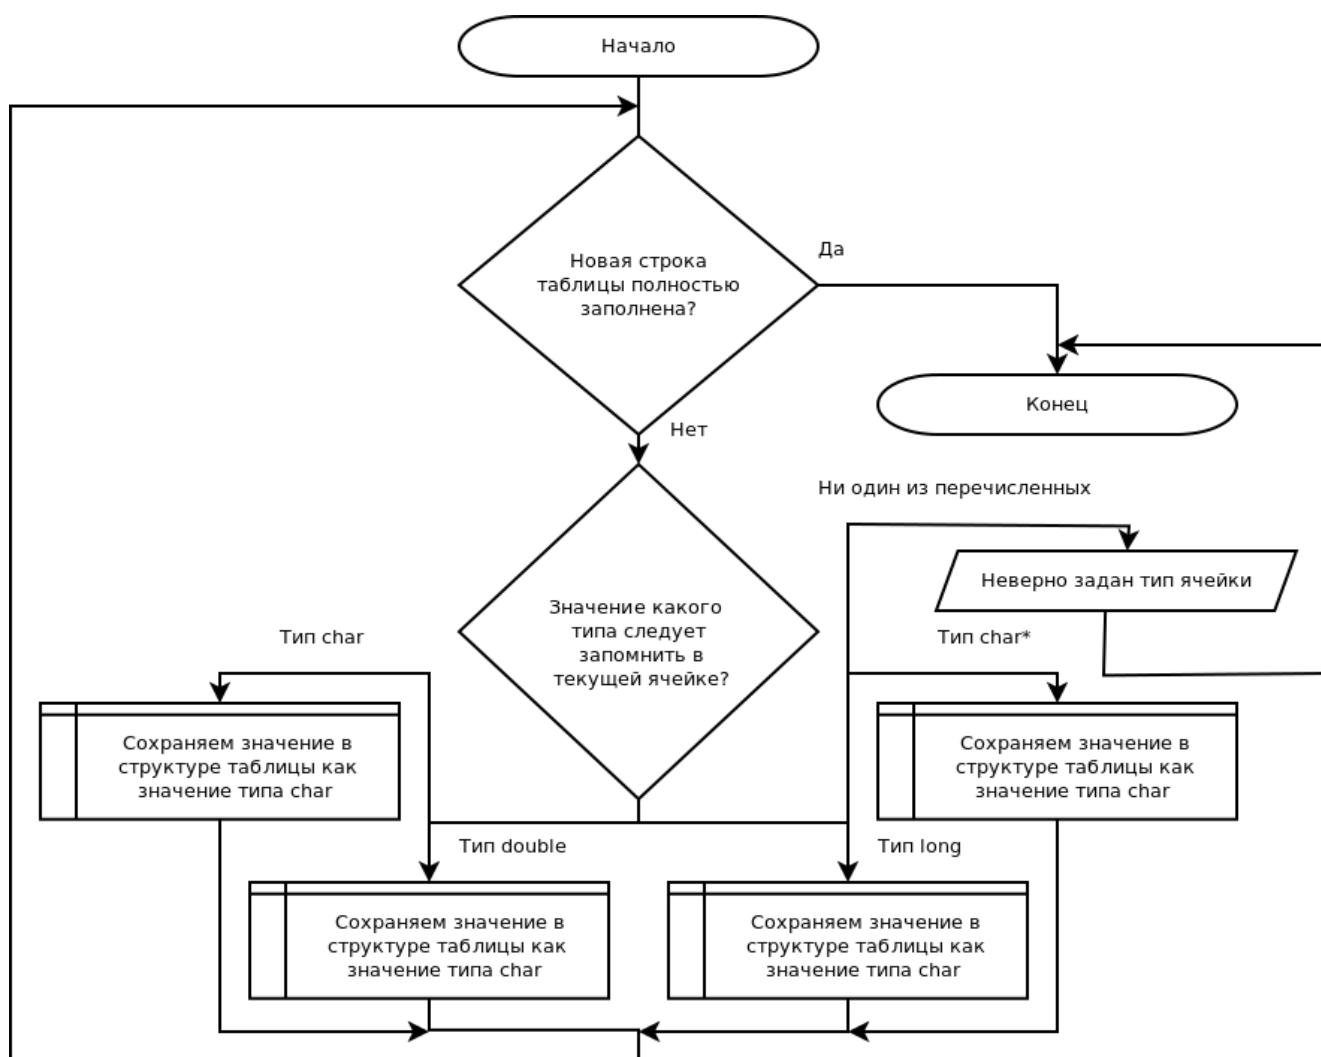 Начало
Да
Новая строка
таблицы полностью
заполнена?
Конец
Нет
Ни один из перечисленных
Неверно задан тип ячейки
Значение какого
типа следует
запомнить в
текущей ячейке?
Тип char
Тип char*
Сохраняем значение в
структуре таблицы как
значение типа char
Сохраняем значение в
структуре таблицы как
значение типа char
Тип double
Тип long
Сохраняем значение в
структуре таблицы как
значение типа char
Сохраняем значение в
структуре таблицы как
значение типа char